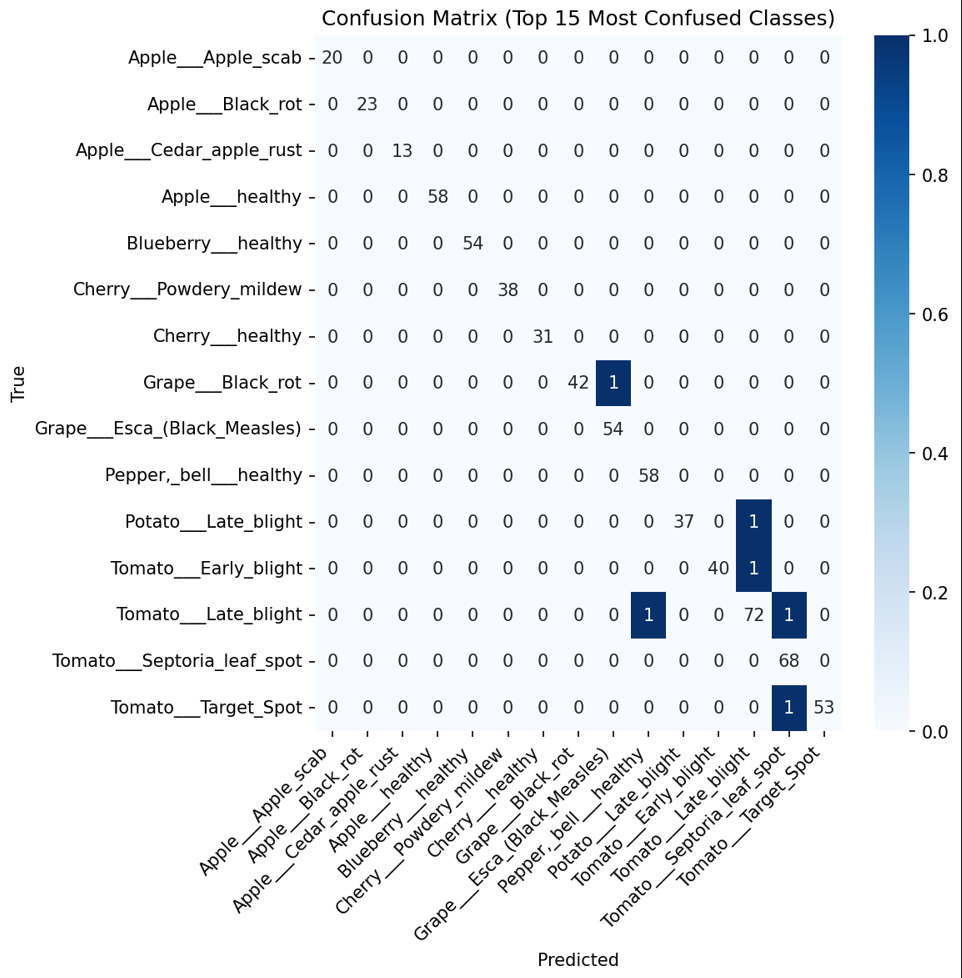 Confusion Matrix (Top 15 Most Confused Classes)
Apple___Apple_scab 20 0 0 0 0 0 0 0 0 0 0 0 0 0 0
Apple___Black_rot 0 23 0 0 0 0 0 0 0 0 0 0 0 0 0
Apple___Cedar_apple_rust 0 0 13 0 0 0 0 0 0 0 0 0 0 0 0
Apple___healthy 0 0 0 58 0 0 0 0 0 0 0 0 0 0 0
Blueberry___healthy 0 0 0 0 54 0 0 0 0 0 0 0 0 0 0
Cherry___Powdery_mildew 0 0 0 0 0 38 0 0 0 0 0 0 0 0 0
Cherry___healthy 0 0 0 0 0 0 31 0 0 0 0 0 0 0 0
Grape___Black_rot 0 0 0 0 0 0 0 42 1 0 0 0 0 0 0
Grape___Esca_(Black_Measles) 0 0 0 0 0 0 0 0 54 0 0 0 0 0 0
Pepper,_bell___healthy 0 0 0 0 0 0 0 0 0 58 0 0 0 0 0
Potato___Late_blight 0 0 0 0 0 0 0 0 0 0 37 0 1 0 0
Tomato___Early_blight 0 0 0 0 0 0 0 0 0 0 0 40 1 0 0
Tomato___Late_blight 0 0 0 0 0 0 0 0 0 1 0 0 72 1 0
Tomato___Septoria_leaf_spot 0 0 0 0 0 0 0 0 0 0 0 0 0 68 0
Tomato___Target_Spot 0 0 0 0 0 0 0 0 0 0 0 0 0 1 53
True
Apple___Apple_scab
Apple___Black_rot
Apple___Cedar_apple_rust
Apple___healthy
Blueberry___healthy
Cherry___Powdery_mildew
Cherry___healthy
Grape___Black_rot
Grape___Esca_(Black_Measles)
Pepper,_bell___healthy
Potato___Late_blight
Tomato___Early_blight
Tomato___Late_blight
Tomato___Septoria_leaf_spot
Tomato___Target_Spot
Predicted
1.0
0.8
0.6
0.4
0.2
0.0